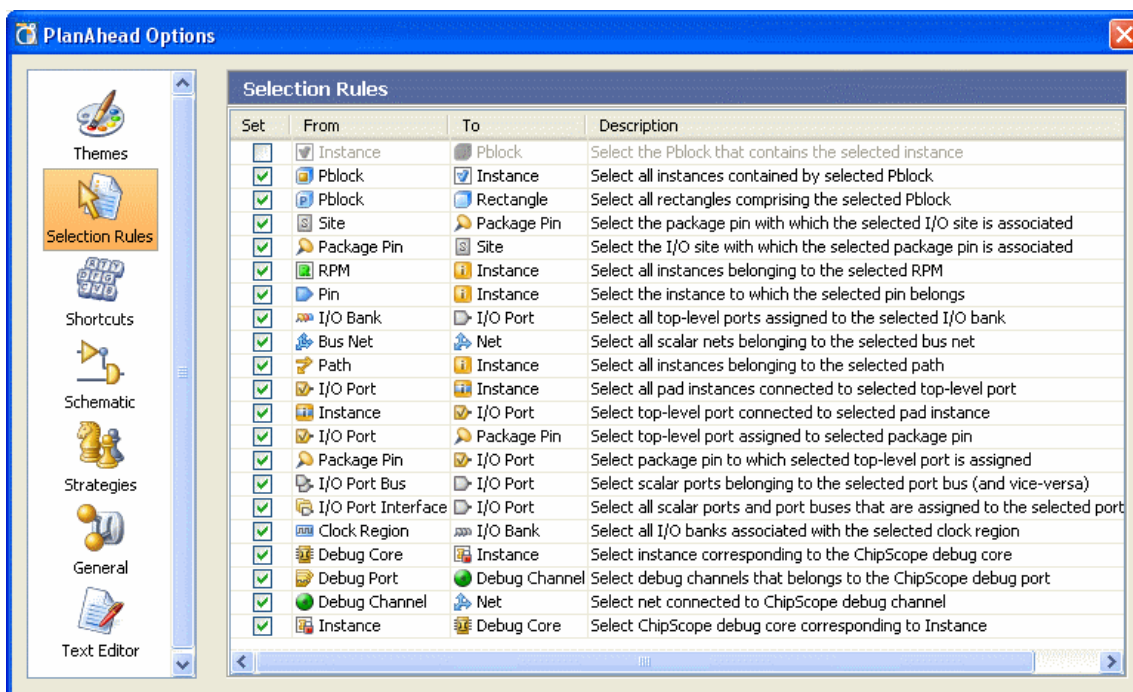 PlanAhead Options
Themes
Selection Rules
Shortcuts
Schematic
Strategies
General
Text Editor
Selection Rules
Set From To Description
Instance Pblock Select the Pblock that contains the selected instance
Pblock Instance Select all instances contained by selected Pblock
P Pblock Rectangle Select all rectangles comprising the selected Pblock
S Site Package Pin Select the package pin with which the selected I/O site is associated
Package Pin S Site Select the I/O site with which the selected package pin is associated
RPM Instance Select all instances belonging to the selected RPM
Pin Instance Select the instance to which the selected pin belongs
I/O Bank I/O Port Select all top-level ports assigned to the selected I/O bank
Bus Net Net Select all scalar nets belonging to the selected bus net
Path Instance Select all instances belonging to the selected path
I/O Port Instance Select all pad instances connected to selected top-level port
Instance I/O Port Select top-level port connected to selected pad instance
I/O Port Package Pin Select top-level port assigned to selected package pin
Package Pin I/O Port Select package pin to which selected top-level port is assigned
I/O Port Bus I/O Port Select scalar ports belonging to the selected port bus (and vice-versa)
I/O Port Interface I/O Port Select all scalar ports and port buses that are assigned to the selected port
Clock Region I/O Bank Select all I/O banks associated with the selected clock region
Debug Core Instance Select instance corresponding to the ChipScope debug core
Debug Port Debug Channel Select debug channels that belongs to the ChipScope debug port
Debug Channel Net Select net connected to ChipScope debug channel
Instance Debug Core Select ChipScope debug core corresponding to Instance